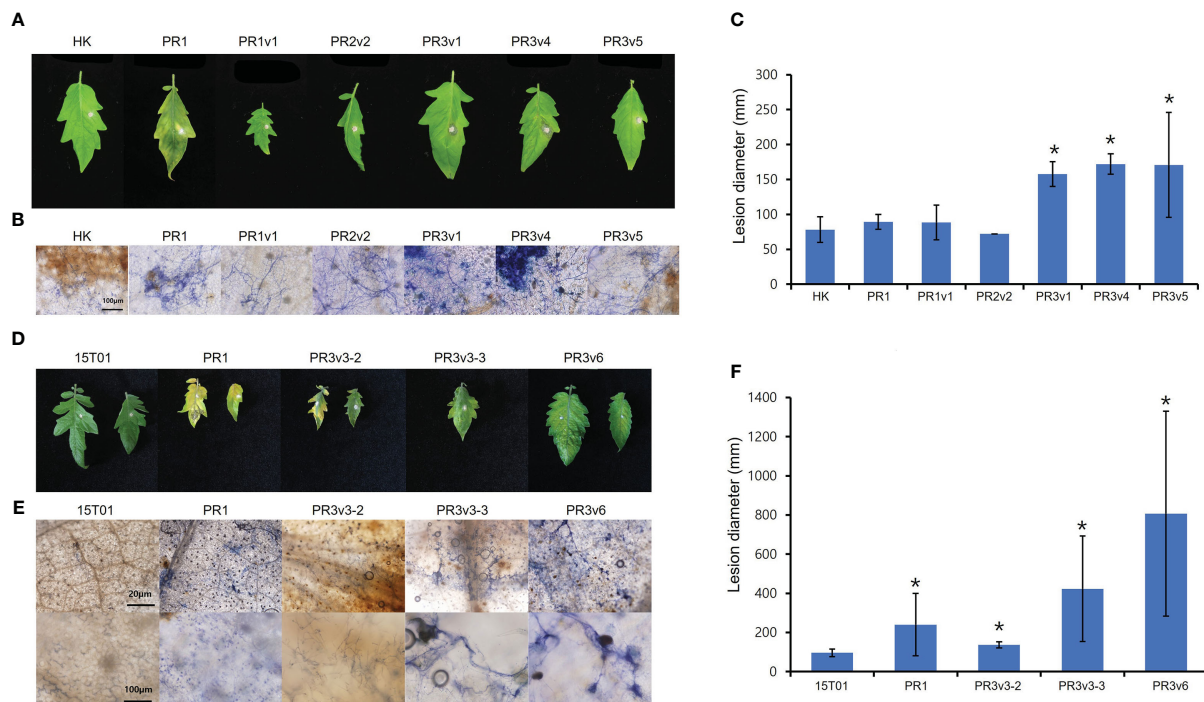 A
HK PR1 PR1v1 PR2v2 PR3v1 PR3v4 PR3v5
B
HK PR1 PR1v1 PR2v2 PR3v1 PR3v4 PR3v5
100µm
C
Lesion diameter (mm)
300
250
200
150
100
50
0
* * *
HK PR1 PR1v1 PR2v2 PR3v1 PR3v4 PR3v5
D
15T01 PR1 PR3v3-2 PR3v3-3 PR3v6
E
15T01 PR1 PR3v3-2 PR3v3-3 PR3v6
20µm
100µm
F
Lesion diameter (mm)
1400
1200
1000
800
600
400
200
0
* * * *
15T01 PR1 PR3v3-2 PR3v3-3 PR3v6